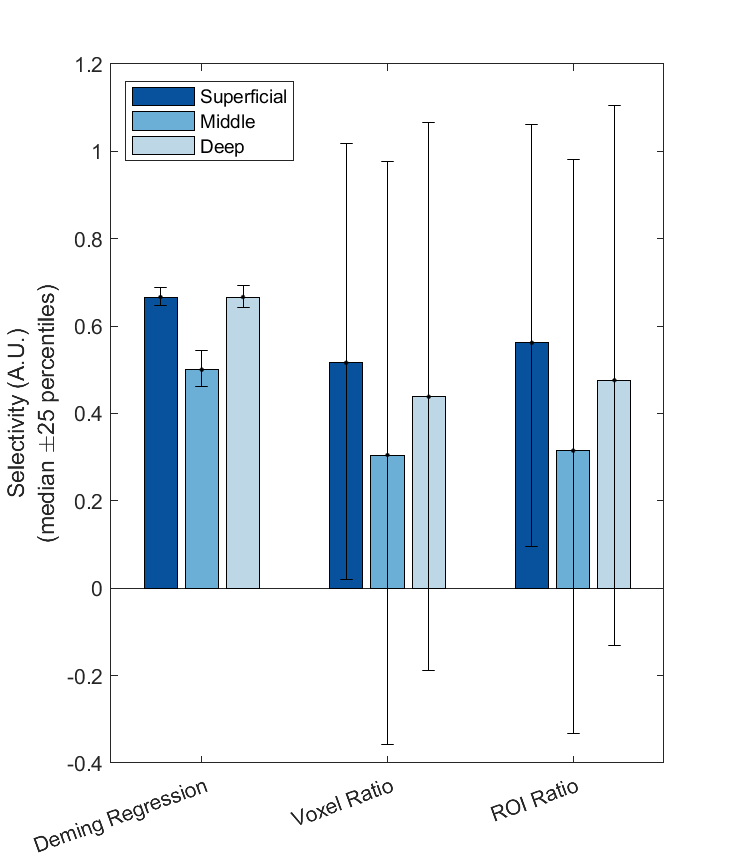 1.2
1
0.8
0.6
0.4
0.2
0
-0.2
-0.4
Selectivity (A.U.)
(median ±25 percentiles)
Superficial
Middle
Deep
Deming Regression
Voxel Ratio
ROI Ratio